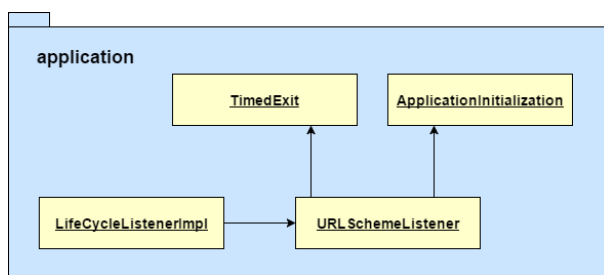 application
TimedExit
ApplicationInitialization
LifeCycleListenerImpl
URLSchemeListener